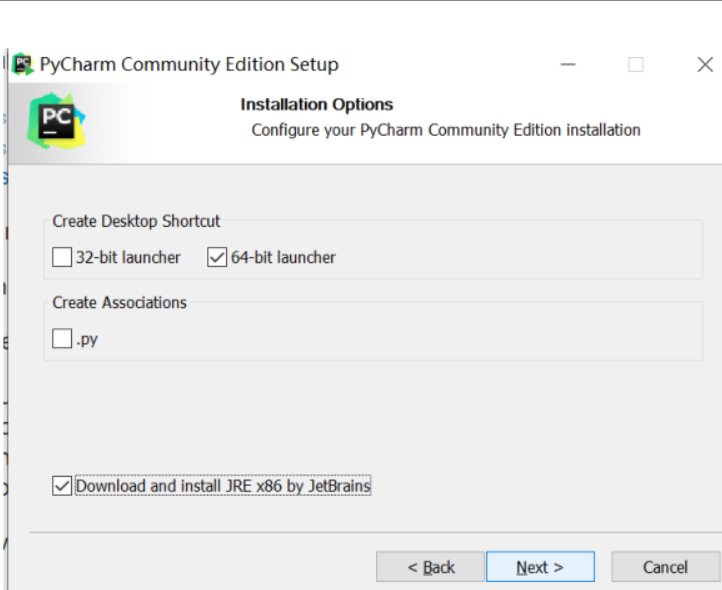 PyCharm Community Edition Setup
PC
Installation Options
Configure your PyCharm Community Edition installation
Create Desktop Shortcut
32-bit launcher 64-bit launcher
Create Associations
.py
Download and install JRE x86 by JetBrains
< Back Next > Cancel